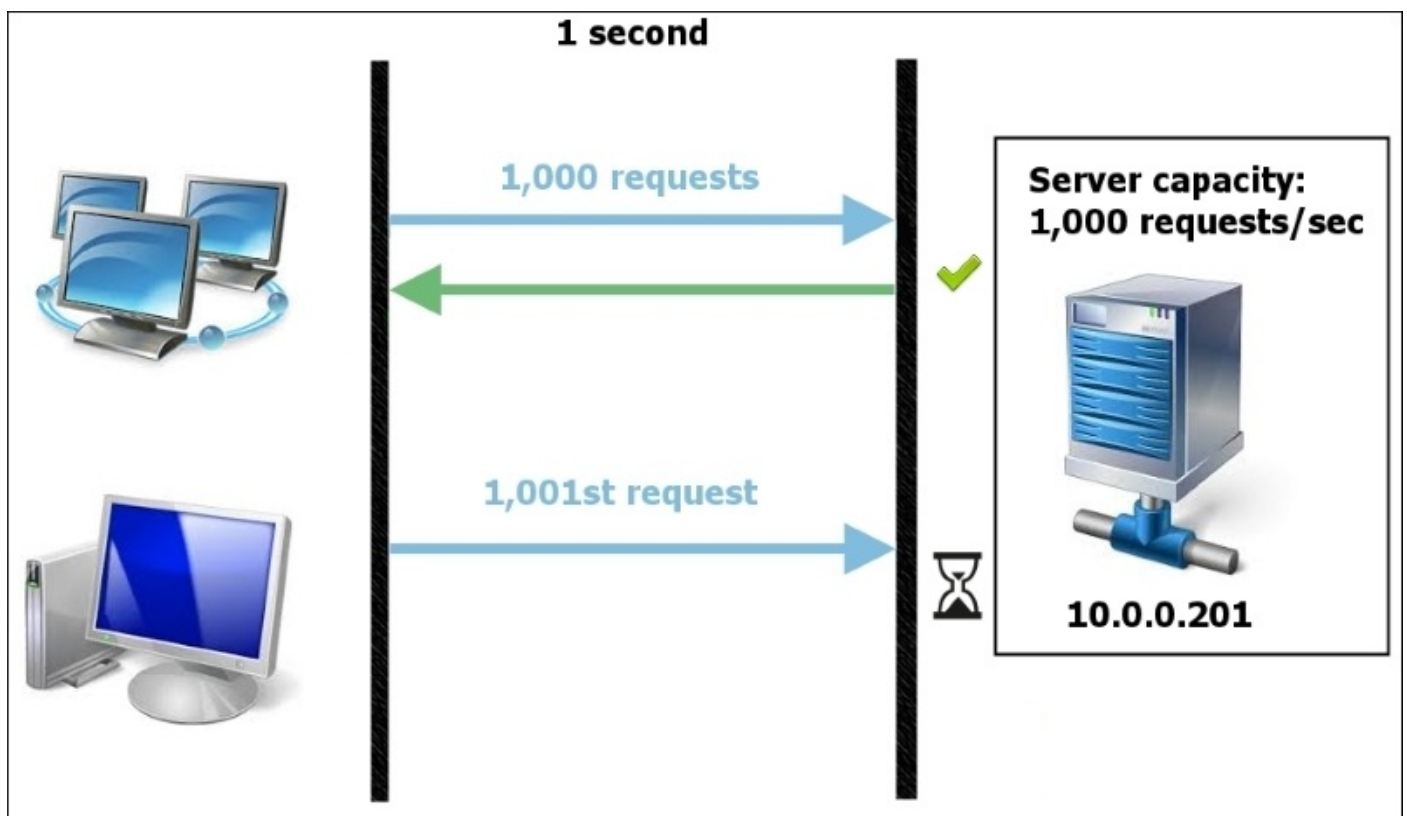 1 second
1,000 requests
Server capacity:
1,000 requests/sec
1,001st request
10.0.0.201